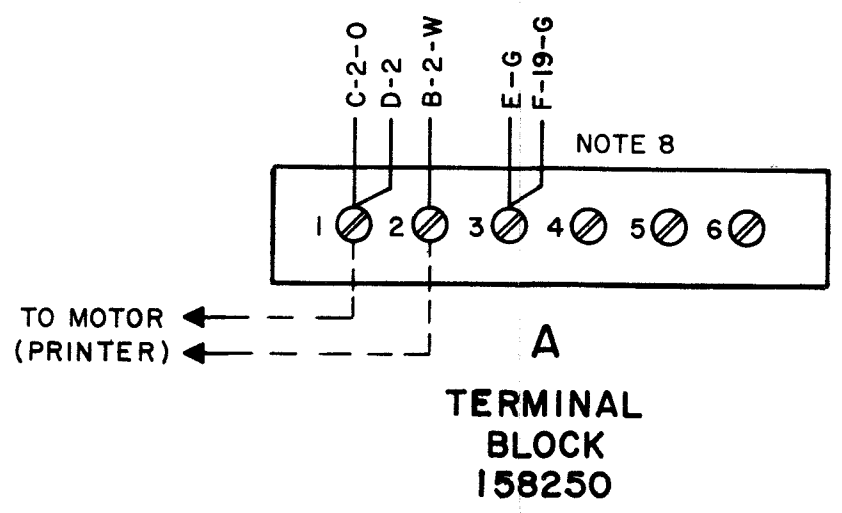 C-2-O
D-2
B-2-W
E-G
F-19-G
NOTE 8
1 2 3 4 5 6
TO MOTOR
(PRINTER)
A
TERMINAL
BLOCK
158250